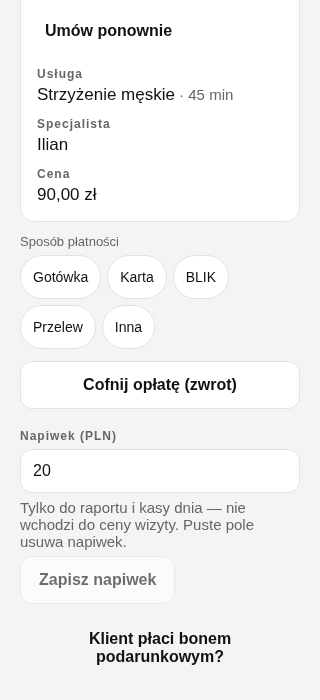 Umów ponownie
Usługa
Strzyżenie męskie · 45 min
Specjalista
Ilian
Cena
90,00 zł
Sposób płatności
Gotówka Karta BLIK
Przelew Inna
Cofnij opłatę (zwrot)
Napiwek (PLN)
20
Tylko do raportu i kasy dnia — nie
wchodzi do ceny wizyty. Puste pole
usuwa napiwek.
Zapisz napiwek
Klient płaci bonem
podarunkowym?